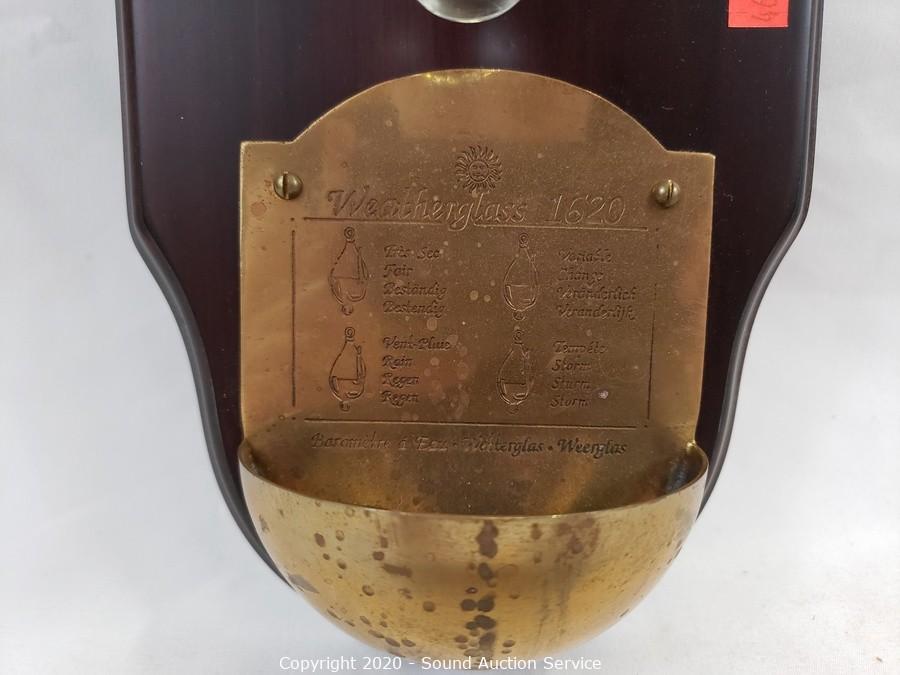 Weatherglass 1620
Très-Sec
Fair
Beständig
Bestendig
Variable
Change
Veränderlich
Veranderlijk
Vent-Pluie
Rain
Regen
Regen
Tempête
Storm
Sturm
Storm
Baromètre à Eau • Wetterglas • Weerglas
Copyright 2020 - Sound Auction Service